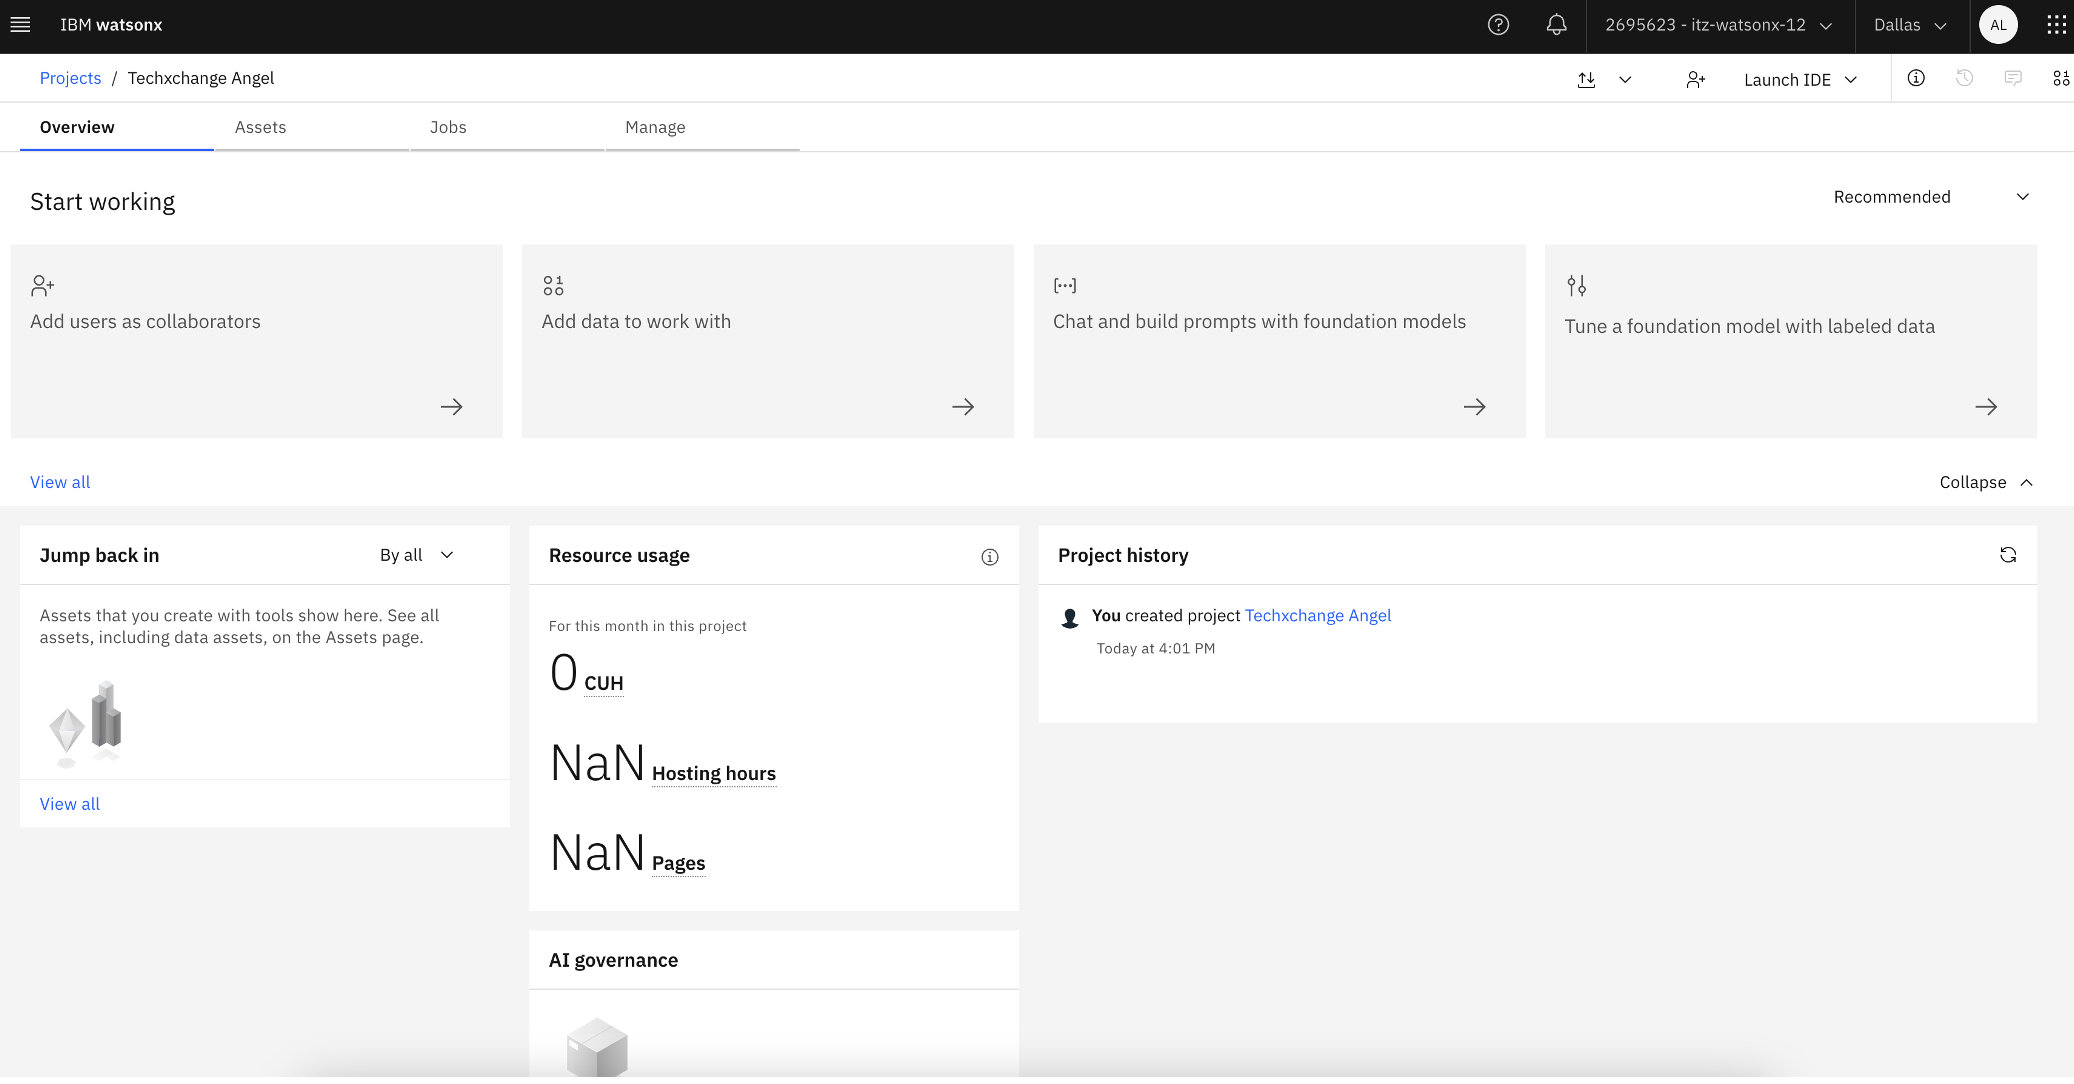 IBM watsonx
2695623 - itz-watsonx-12
Dallas
AL
Projects / Techxchange Angel
Launch IDE
Overview
Assets
Jobs
Manage
Start working
Recommended
Add users as collaborators
Add data to work with
Chat and build prompts with foundation models
Tune a foundation model with labeled data
View all
Collapse
Jump back in
By all
Assets that you create with tools show here. See all
assets, including data assets, on the Assets page.
View all
Resource usage
For this month in this project
0 CUH
NaN Hosting hours
NaN Pages
AI governance
Project history
You created project Techxchange Angel
Today at 4:01 PM